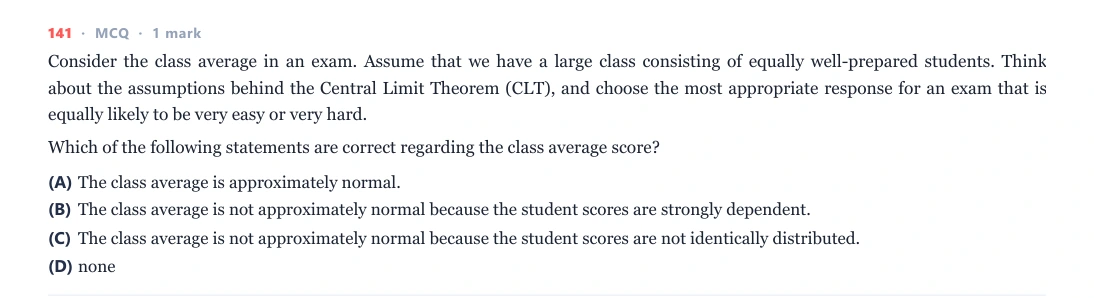 141 · MCQ · 1 mark
Consider the class average in an exam. Assume that we have a large class consisting of equally well-prepared students. Think
about the assumptions behind the Central Limit Theorem (CLT), and choose the most appropriate response for an exam that is
equally likely to be very easy or very hard.
Which of the following statements are correct regarding the class average score?
(A) The class average is approximately normal.
(B) The class average is not approximately normal because the student scores are strongly dependent.
(C) The class average is not approximately normal because the student scores are not identically distributed.
(D) none